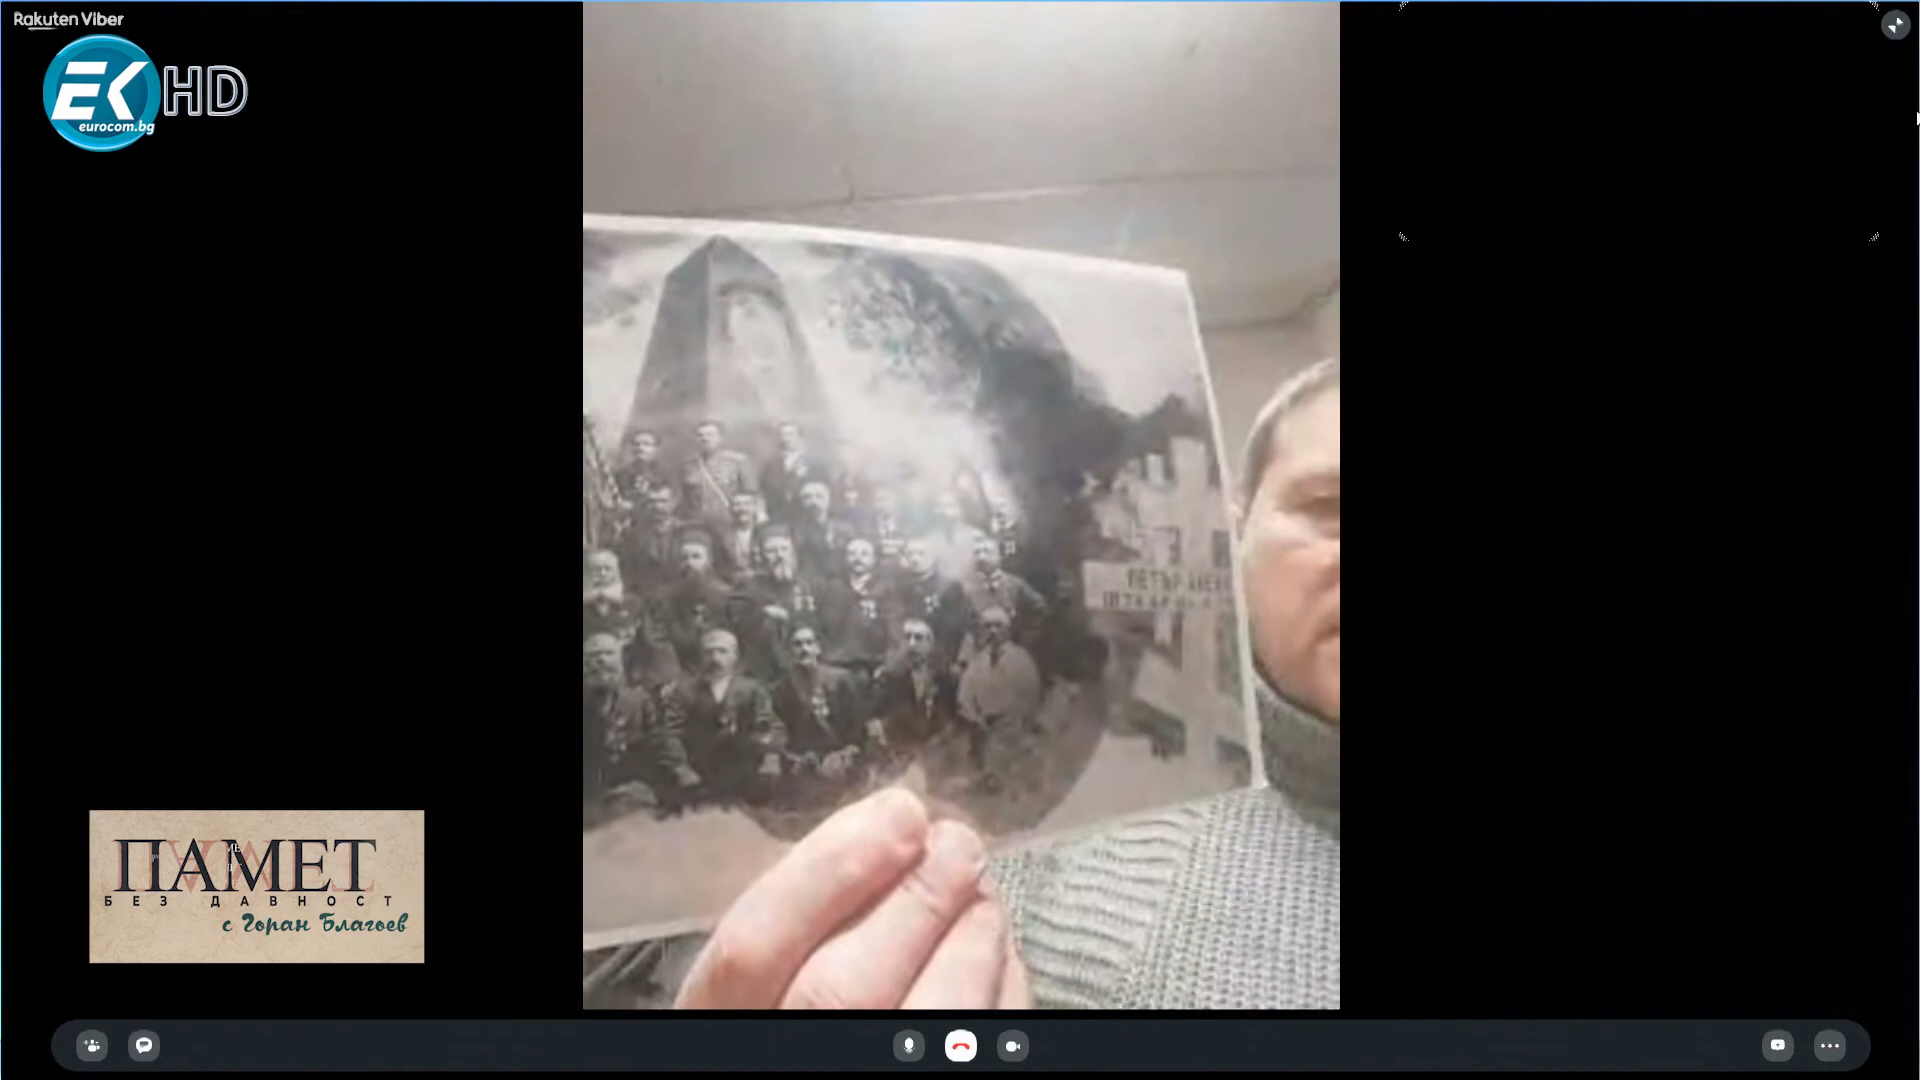 Rakuten Viber
EK HD
eurocom.bg
ПАМЕТ
БЕЗ ДАВНОСТ
с Горан Благоев
ПЕТЪР